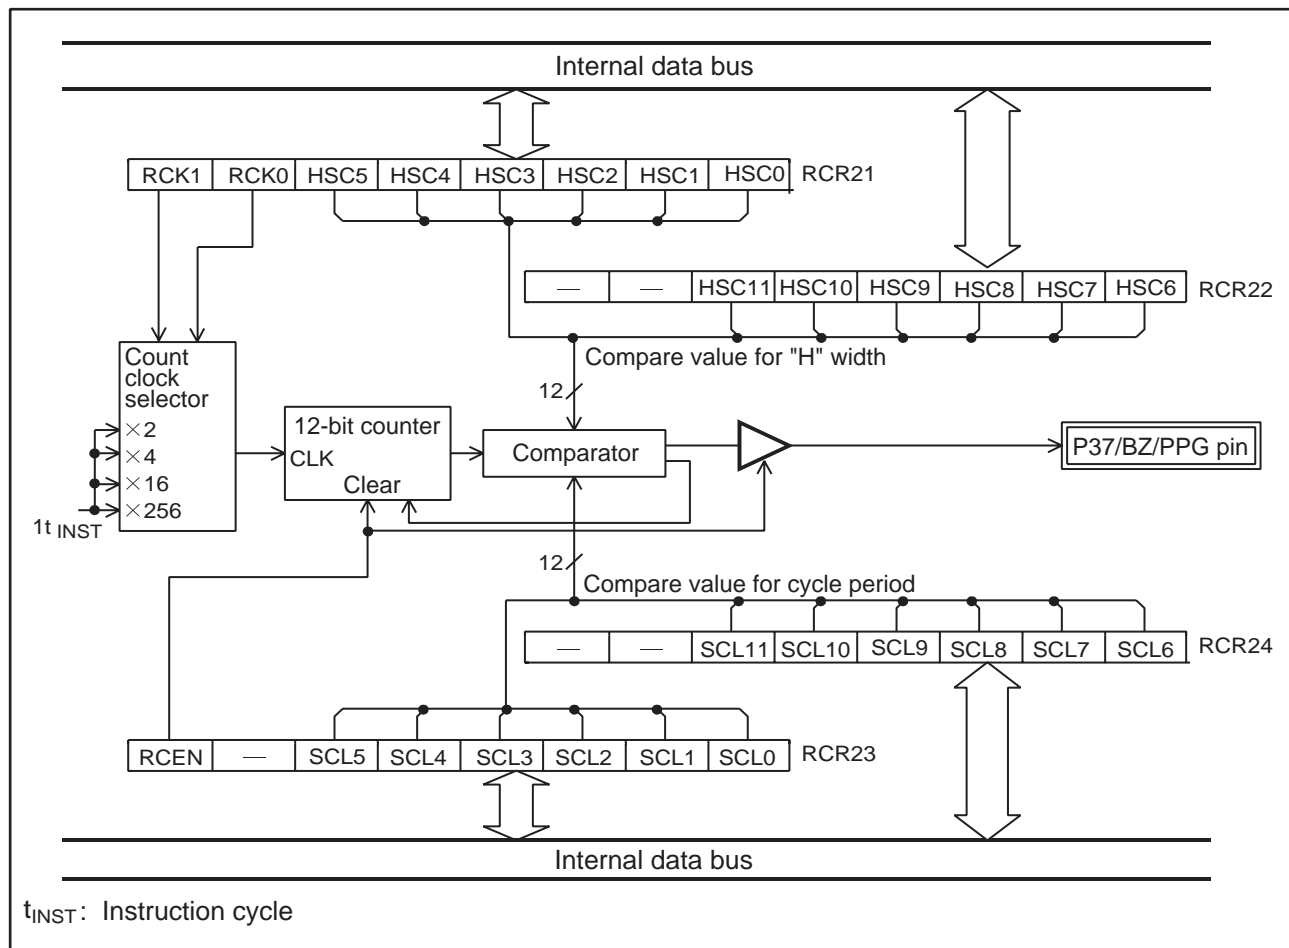 Internal data bus
RCK1 RCK0 HSC5 HSC4 HSC3 HSC2 HSC1 HSC0 RCR21
— — HSC11 HSC10 HSC9 HSC8 HSC7 HSC6 RCR22
Compare value for "H" width
12
Count
clock
selector
×2
×4
×16
×256
1t INST
12-bit counter
CLK
Clear
Comparator
P37/BZ/PPG pin
12
Compare value for cycle period
— — SCL11 SCL10 SCL9 SCL8 SCL7 SCL6 RCR24
RCEN — SCL5 SCL4 SCL3 SCL2 SCL1 SCL0 RCR23
Internal data bus
tINST : Instruction cycle